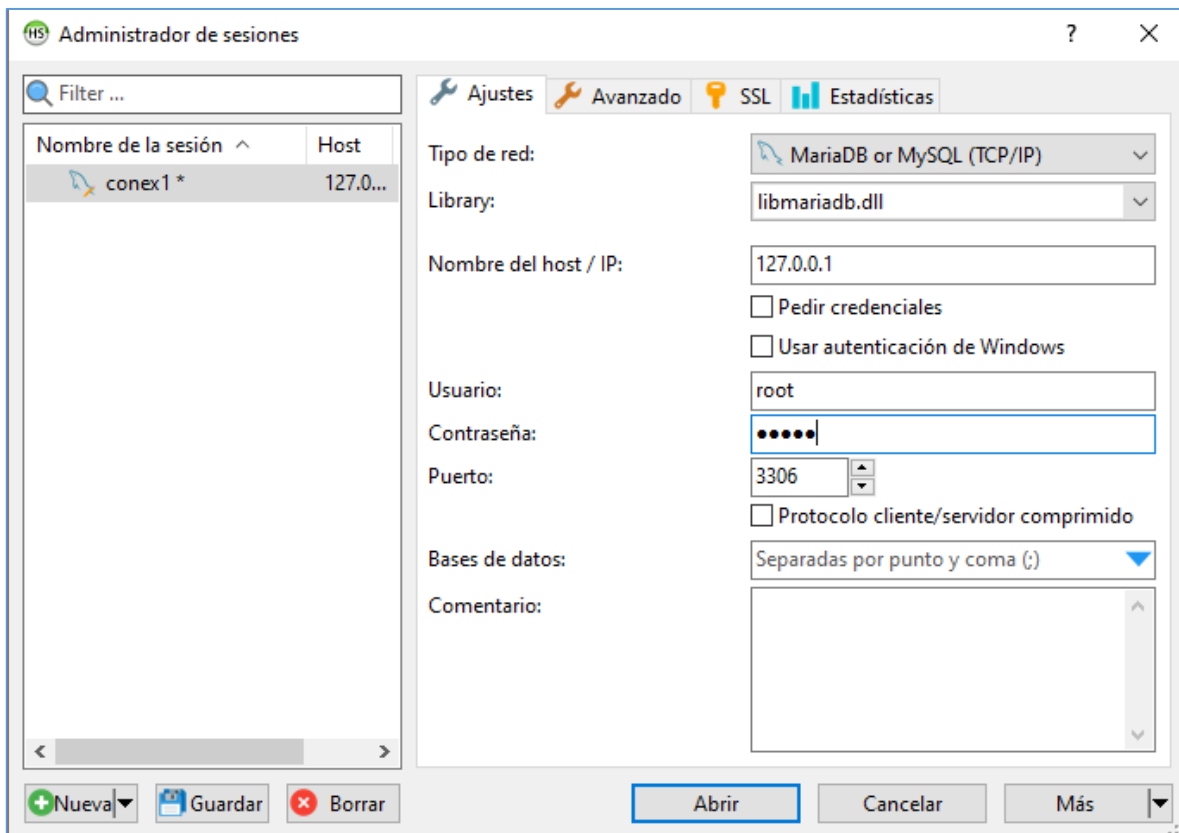 HS Administrador de sesiones ?
Filter ...
Nombre de la sesión Host
conex1 * 127.0...
Ajustes Avanzado SSL Estadísticas
Tipo de red: MariaDB or MySQL (TCP/IP)
Library: libmariadb.dll
Nombre del host / IP: 127.0.0.1
Pedir credenciales
Usar autenticación de Windows
Usuario: root
Contraseña: •••••
Puerto: 3306
Protocolo cliente/servidor comprimido
Bases de datos: Separadas por punto y coma (;)
Comentario:
Nueva Guardar Borrar Abrir Cancelar Más